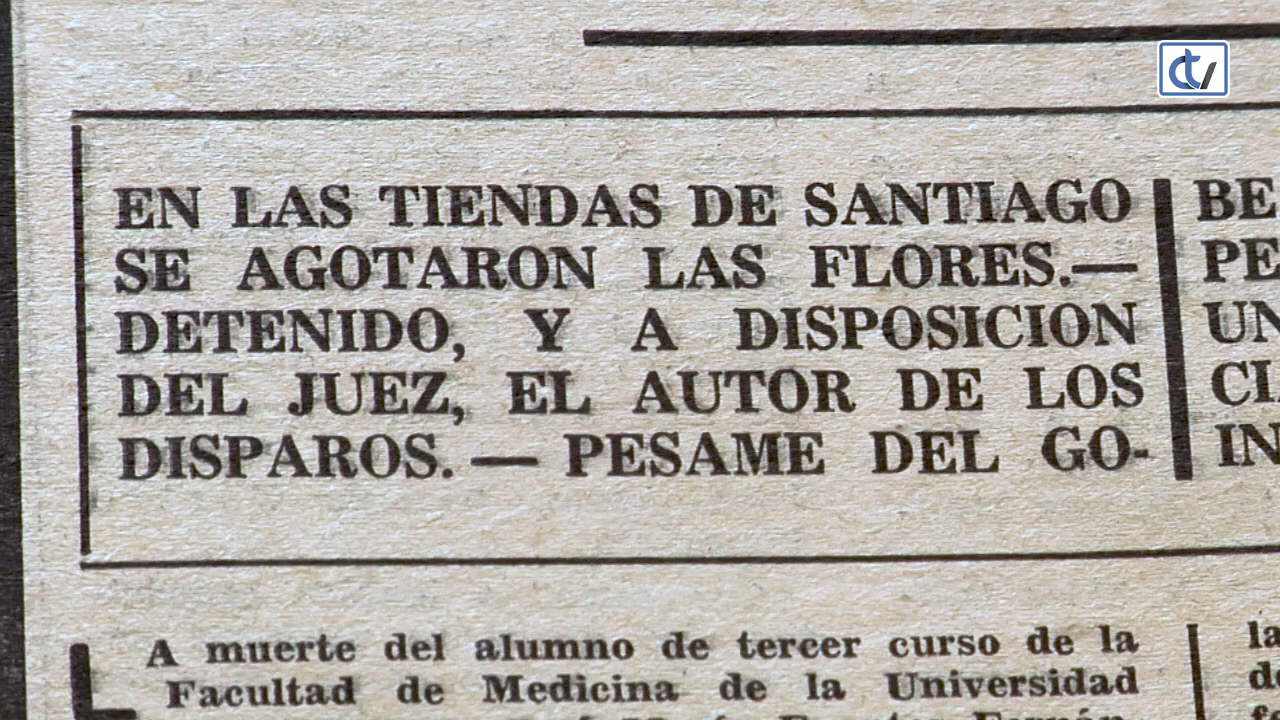 EN LAS TIENDAS DE SANTIAGO
SE AGOTARON LAS FLORES.—
DETENIDO, Y A DISPOSICION
DEL JUEZ, EL AUTOR DE LOS
DISPAROS. — PESAME DEL GO-
BE
PE
UN
CI
IN
LA muerte del alumno de tercer curso de la
Facultad de Medicina de la Universidad
la